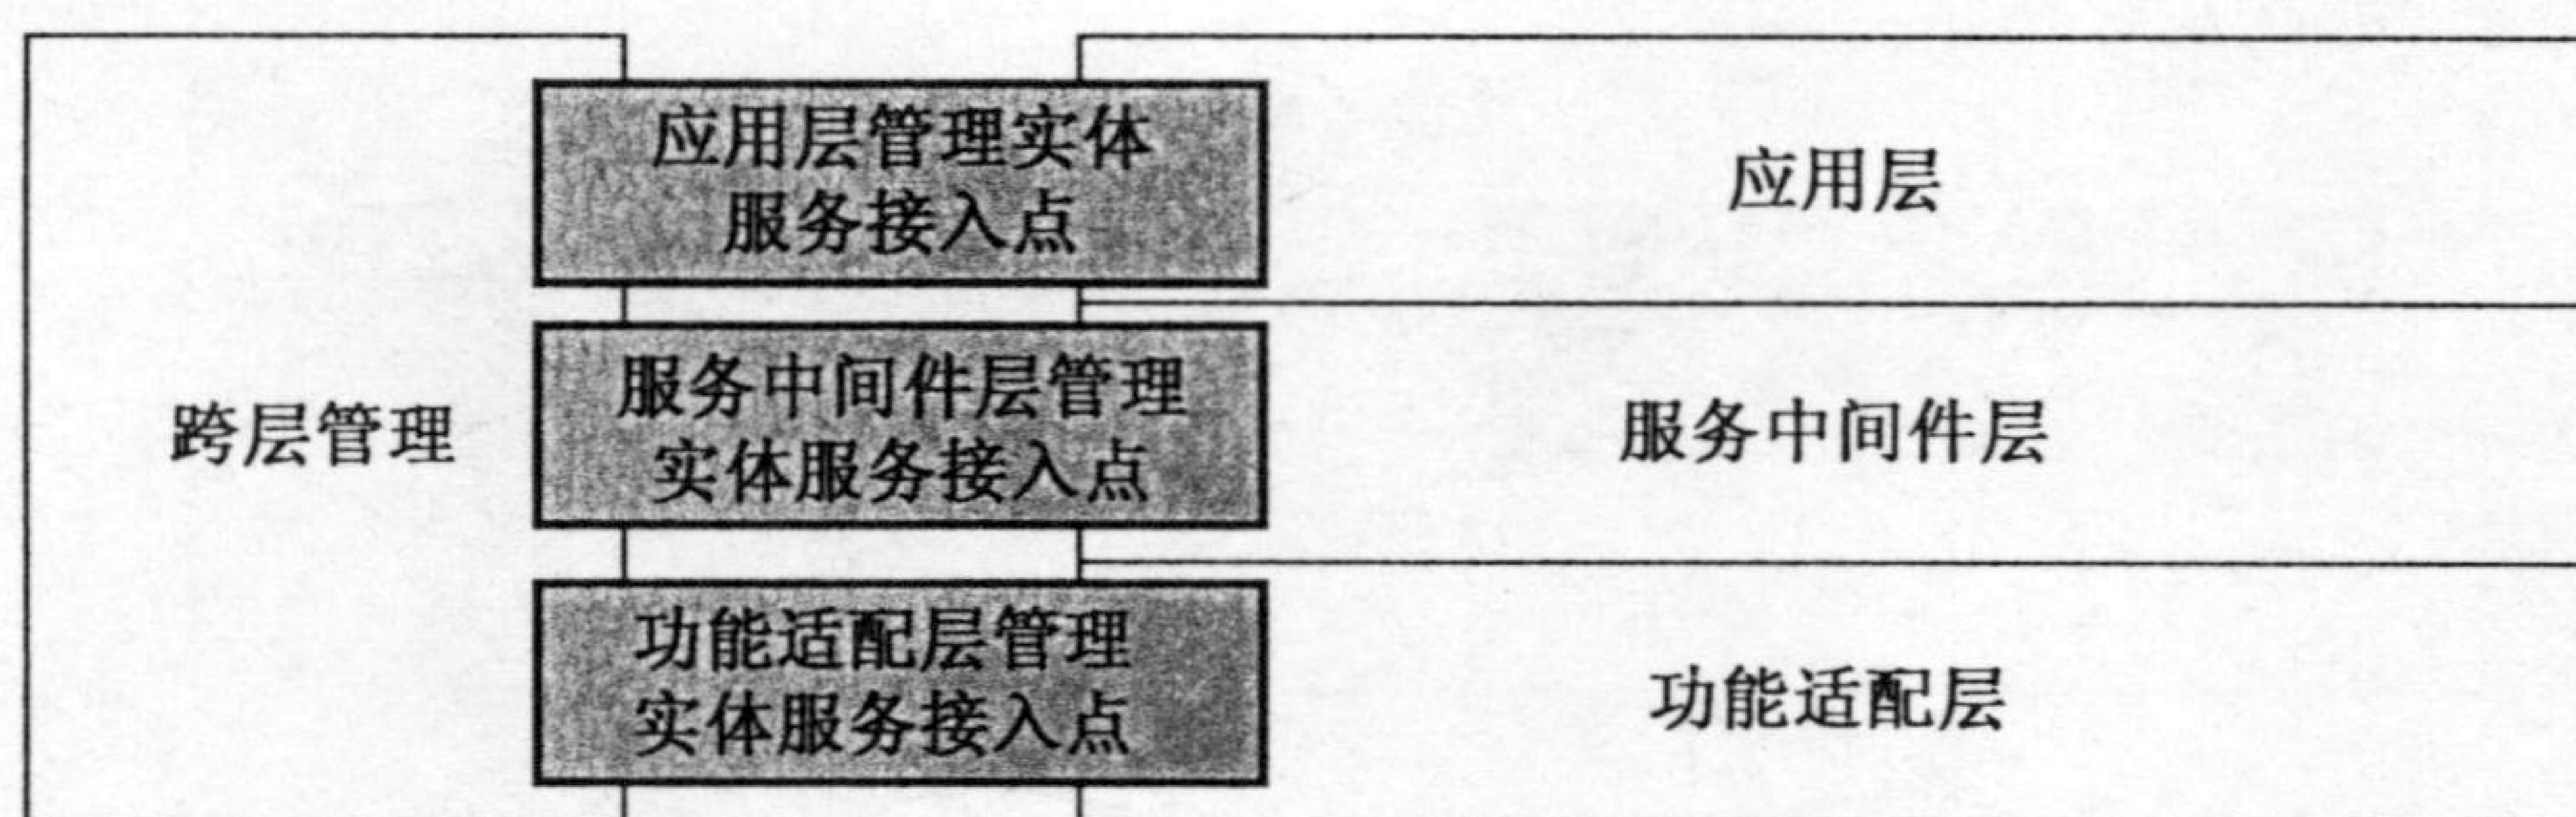 应用层管理实体
服务接入点
应用层
跨层管理
服务中间件层管理
实体服务接入点
服务中间件层
功能适配层管理
实体服务接入点
功能适配层